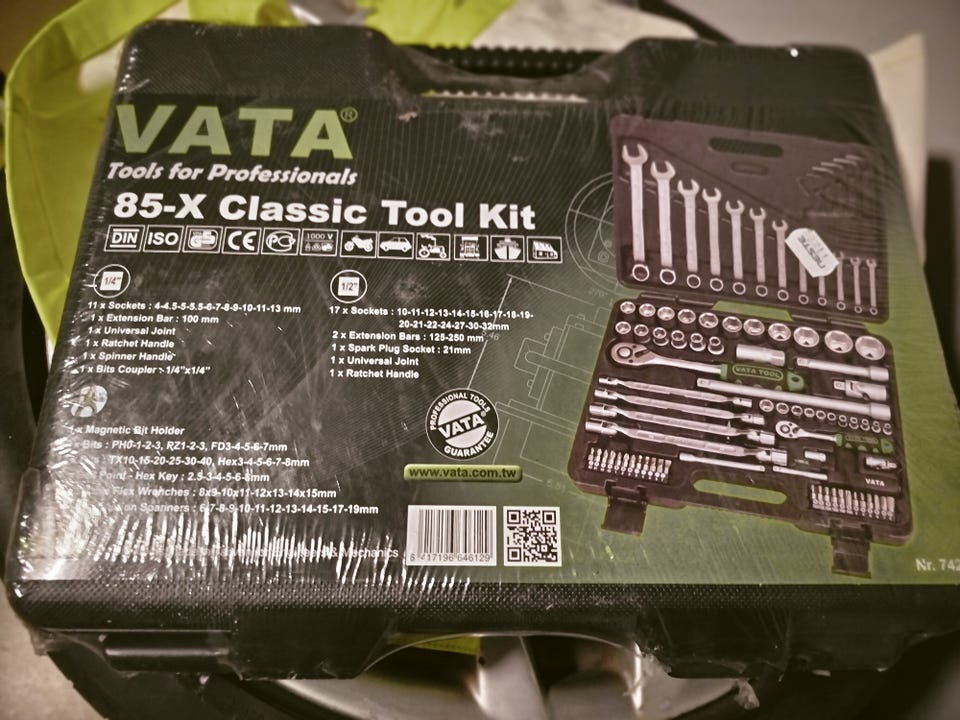 VATA®
Tools for Professionals
85-X Classic Tool Kit
DIN ISO GS CE PC 1000 V
1/4"
11 x Sockets : 4-4.5-5-5.5-6-7-8-9-10-11-13 mm
1 x Extension Bar : 100 mm
1 x Universal Joint
1 x Ratchet Handle
1 x Spinner Handle
1 x Bits Coupler - 1/4"x1/4"
1/2"
17 x Sockets : 10-11-12-13-14-15-16-17-18-19-
20-21-22-24-27-30-32mm
2 x Extension Bars : 125-250 mm
1 x Spark Plug Socket : 21mm
1 x Universal Joint
1 x Ratchet Handle
x Magnetic Bit Holder
Bits : PH0-1-2-3, RZ1-2-3, FD3-4-5-6-7mm
TX10-15-20-25-30-40, Hex3-4-5-6-7-8mm
Point - Hex Key : 2.5-3-4-5-6-8mm
Flex Wrenches : 8x9-10x11-12x13-14x15mm
Spanners : 6-7-8-9-10-11-12-13-14-15-17-19mm
& Mechanics
PROFESSIONAL TOOLS
VATA®
GUARANTEE
www.vata.com.tw
6 417196 646129
VATA TOOL
VATA
Nr. 742